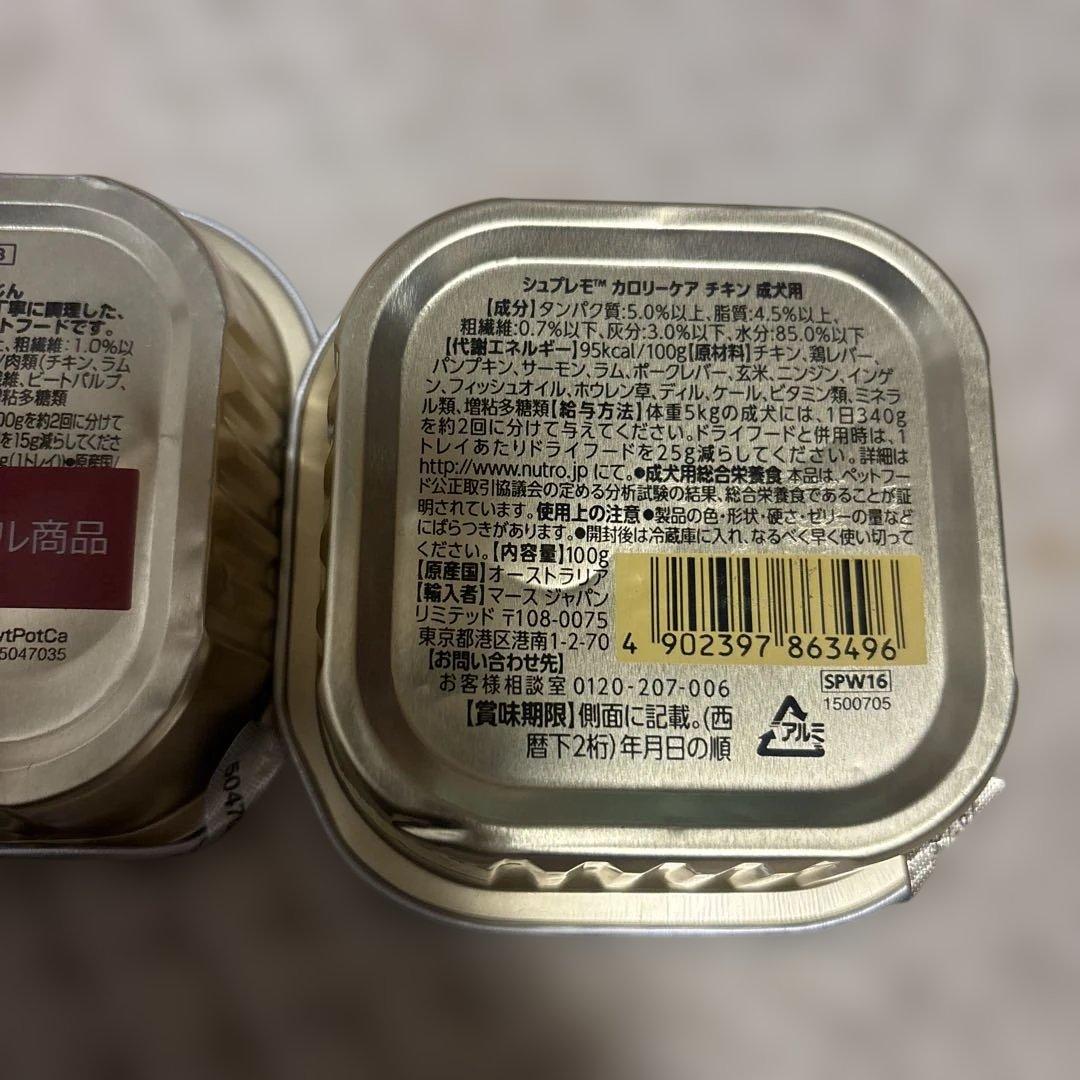 3
丁寧に調理した、
ットフードです。
粗繊維：1.0%以
/肉類(チキン、ラム
繊維、ビートパルプ、
増粘多糖類
00gを約2回に分けて
を15g減らしてくださ
g(1トレイ))●原産国/
ル商品
vtPotCa
5047035
5047
シュプレモ™ カロリーケア チキン 成犬用
【成分】タンパク質:5.0%以上、脂質:4.5%以上、
粗繊維:0.7%以下、灰分:3.0%以下、水分:85.0%以下
【代謝エネルギー】95kcal/100g【原材料】チキン、鶏レバー、
パンプキン、サーモン、ラム、ポークレバー、玄米、ニンジン、インゲ
ン、フィッシュオイル、ホウレン草、ディル、ケール、ビタミン類、ミネラ
ル類、増粘多糖類【給与方法】体重5kgの成犬には、1日340g
を約2回に分けて与えてください。ドライフードと併用時は、1
トレイあたりドライフードを25g減らしてください。詳細は
http://www.nutro.jp にて。●成犬用総合栄養食 本品は、ペットフー
ド公正取引協議会の定める分析試験の結果、総合栄養食であることが証
明されています。使用上の注意●製品の色・形状・硬さ・ゼリーの量など
にばらつきがあります。●開封後は冷蔵庫に入れ、なるべく早く使い切って
ください。【内容量】100g
【原産国】オーストラリア
【輸入者】マース ジャパン
リミテッド 〒108-0075
東京都港区港南1-2-70
【お問い合わせ先】
お客様相談室 0120-207-006
【賞味期限】側面に記載。(西
暦下2桁)年月日の順
4 902397 863496
SPW16
1500705
アルミ